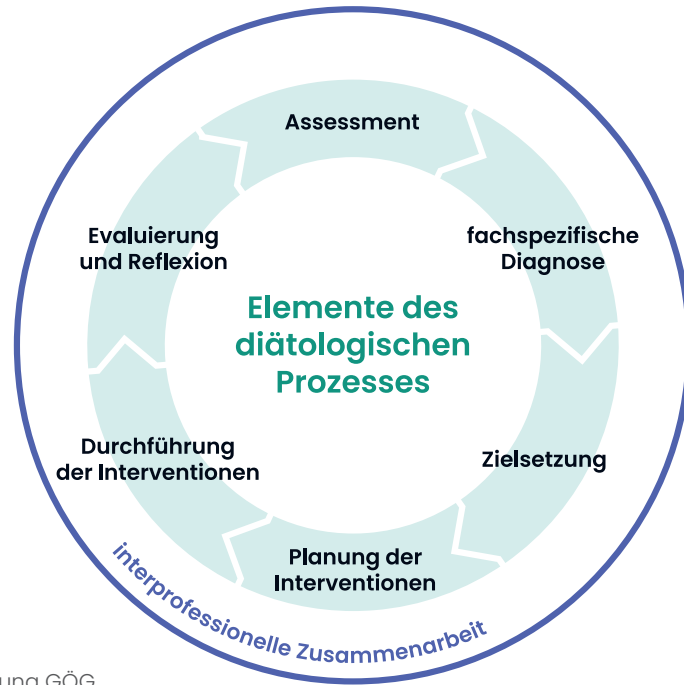 Assessment
fachspezifische
Diagnose
Zielsetzung
Planung der
Interventionen
Durchführung
der Interventionen
Evaluierung
und Reflexion
Elemente des
diätologischen
Prozesses
interprofessionelle Zusammenarbeit
GÖG